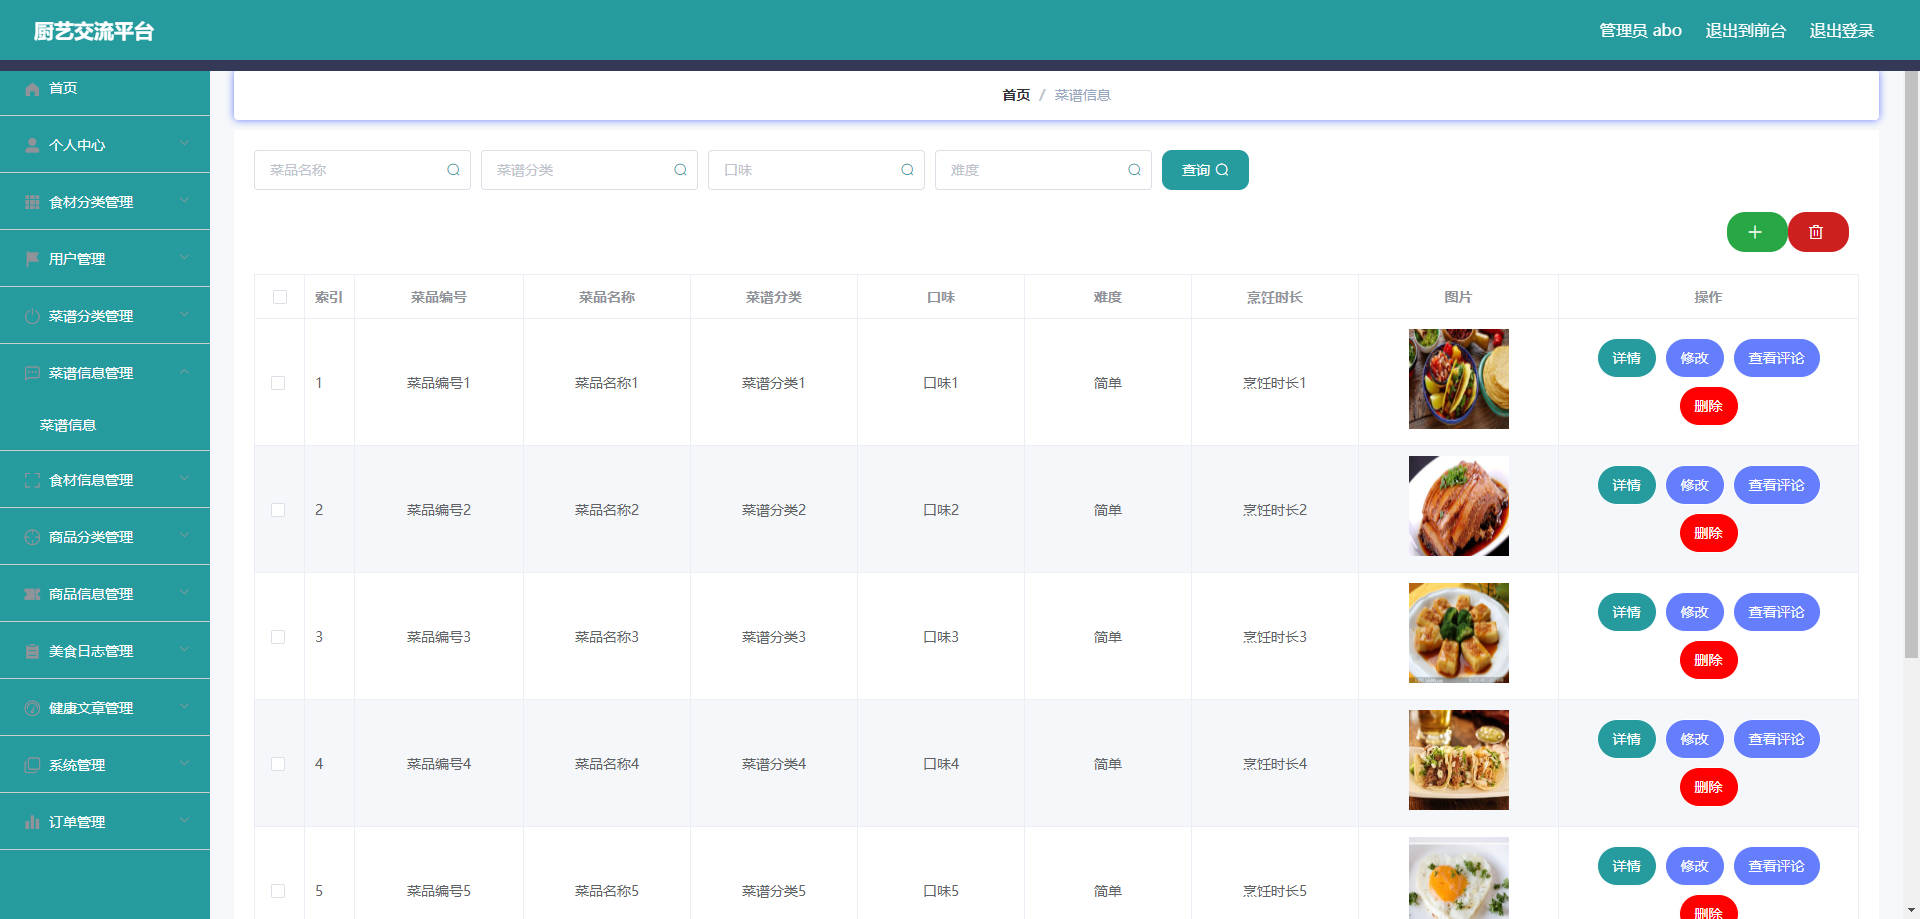 厨艺交流平台
管理员 abo 退出到前台 退出登录
首页
个人中心
食材分类管理
用户管理
菜谱分类管理
菜谱信息管理
菜谱信息
食材信息管理
商品分类管理
商品信息管理
美食日志管理
健康文章管理
系统管理
订单管理
首页 / 菜谱信息
菜品名称 菜谱分类 口味 难度 查询
索引 菜品编号 菜品名称 菜谱分类 口味 难度 烹饪时长 图片 操作
1 菜品编号1 菜品名称1 菜谱分类1 口味1 简单 烹饪时长1 详情 修改 查看评论
删除
2 菜品编号2 菜品名称2 菜谱分类2 口味2 简单 烹饪时长2 详情 修改 查看评论
删除
3 菜品编号3 菜品名称3 菜谱分类3 口味3 简单 烹饪时长3 详情 修改 查看评论
删除
4 菜品编号4 菜品名称4 菜谱分类4 口味4 简单 烹饪时长4 详情 修改 查看评论
删除
5 菜品编号5 菜品名称5 菜谱分类5 口味5 简单 烹饪时长5 详情 修改 查看评论
删除